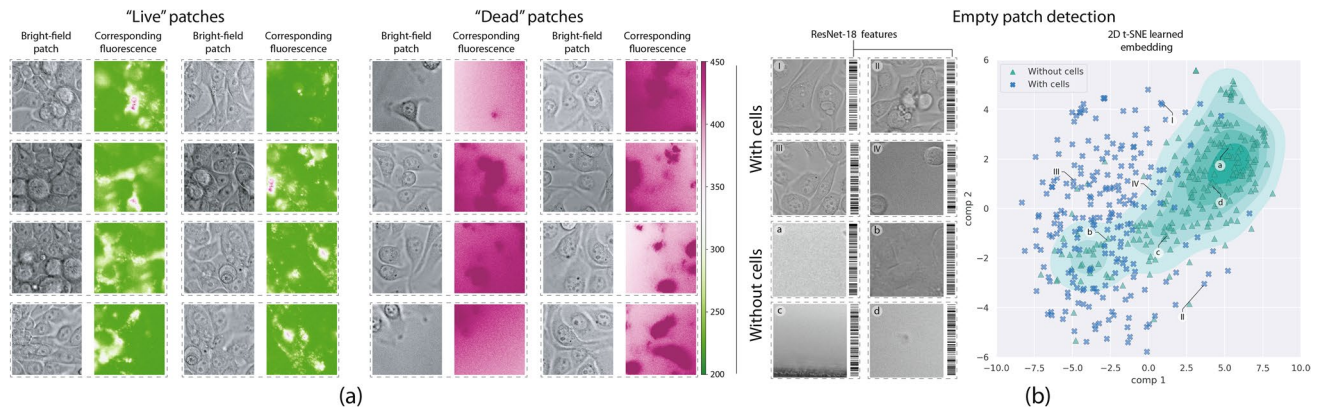 “Live” patches
“Dead” patches
Empty patch detection
Bright-field patch
Corresponding fluorescence
Bright-field patch
Corresponding fluorescence
Bright-field patch
Corresponding fluorescence
Bright-field patch
Corresponding fluorescence
450
400
350
300
250
200
(a)
ResNet-18 features
With cells
Without cells
I
II
III
IV
a
b
c
d
2D t-SNE learned
embedding
Without cells
With cells
comp 2
6
4
2
0
−2
−4
−6
I
III
IV
a
d
b
c
II
−10.0
−7.5
−5.0
−2.5
0.0
2.5
5.0
7.5
10.0
comp 1
(b)